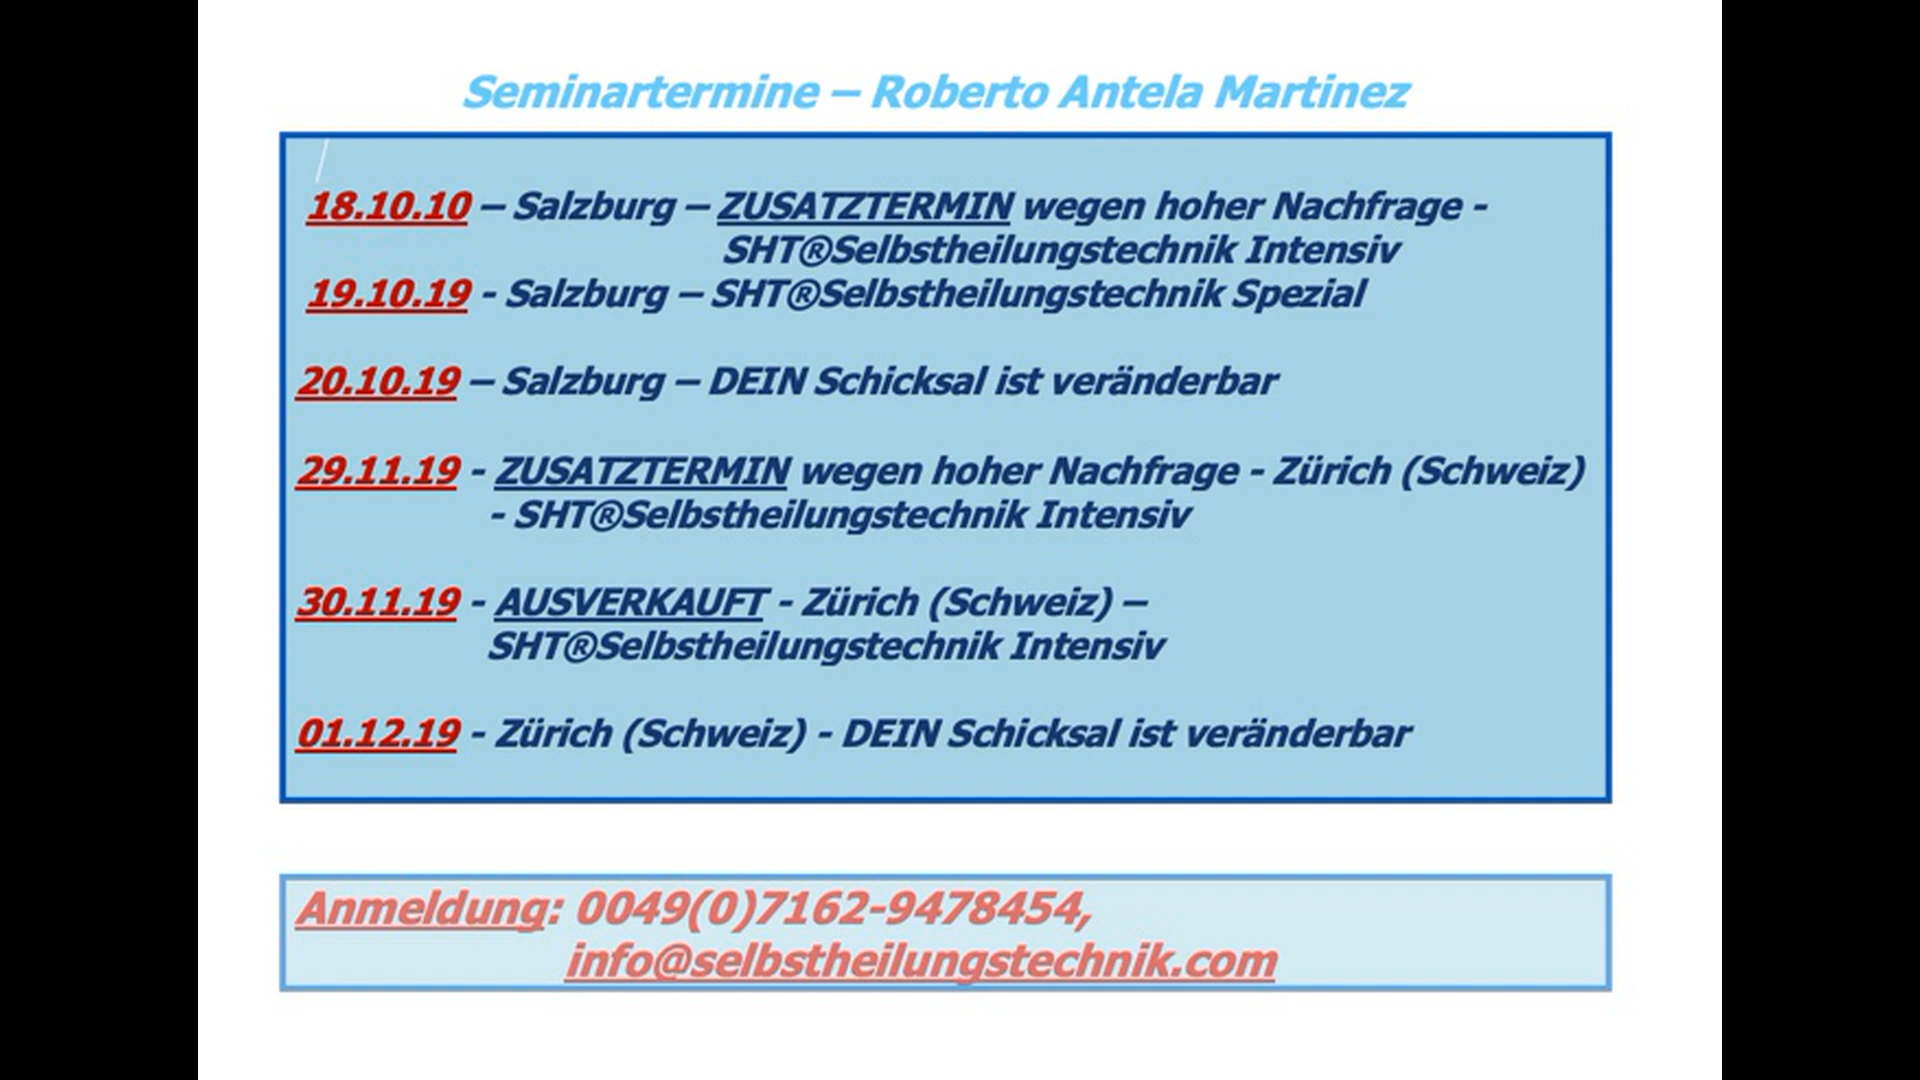 Seminartermine – Roberto Antela Martinez
18.10.10 – Salzburg – ZUSATZTERMIN wegen hoher Nachfrage -
SHT®Selbstheilungstechnik Intensiv
19.10.19 - Salzburg – SHT®Selbstheilungstechnik Spezial
20.10.19 – Salzburg – DEIN Schicksal ist veränderbar
29.11.19 - ZUSATZTERMIN wegen hoher Nachfrage - Zürich (Schweiz)
- SHT®Selbstheilungstechnik Intensiv
30.11.19 - AUSVERKAUFT - Zürich (Schweiz) –
SHT®Selbstheilungstechnik Intensiv
01.12.19 - Zürich (Schweiz) - DEIN Schicksal ist veränderbar
Anmeldung: 0049(0)7162-9478454,
info@selbstheilungstechnik.com